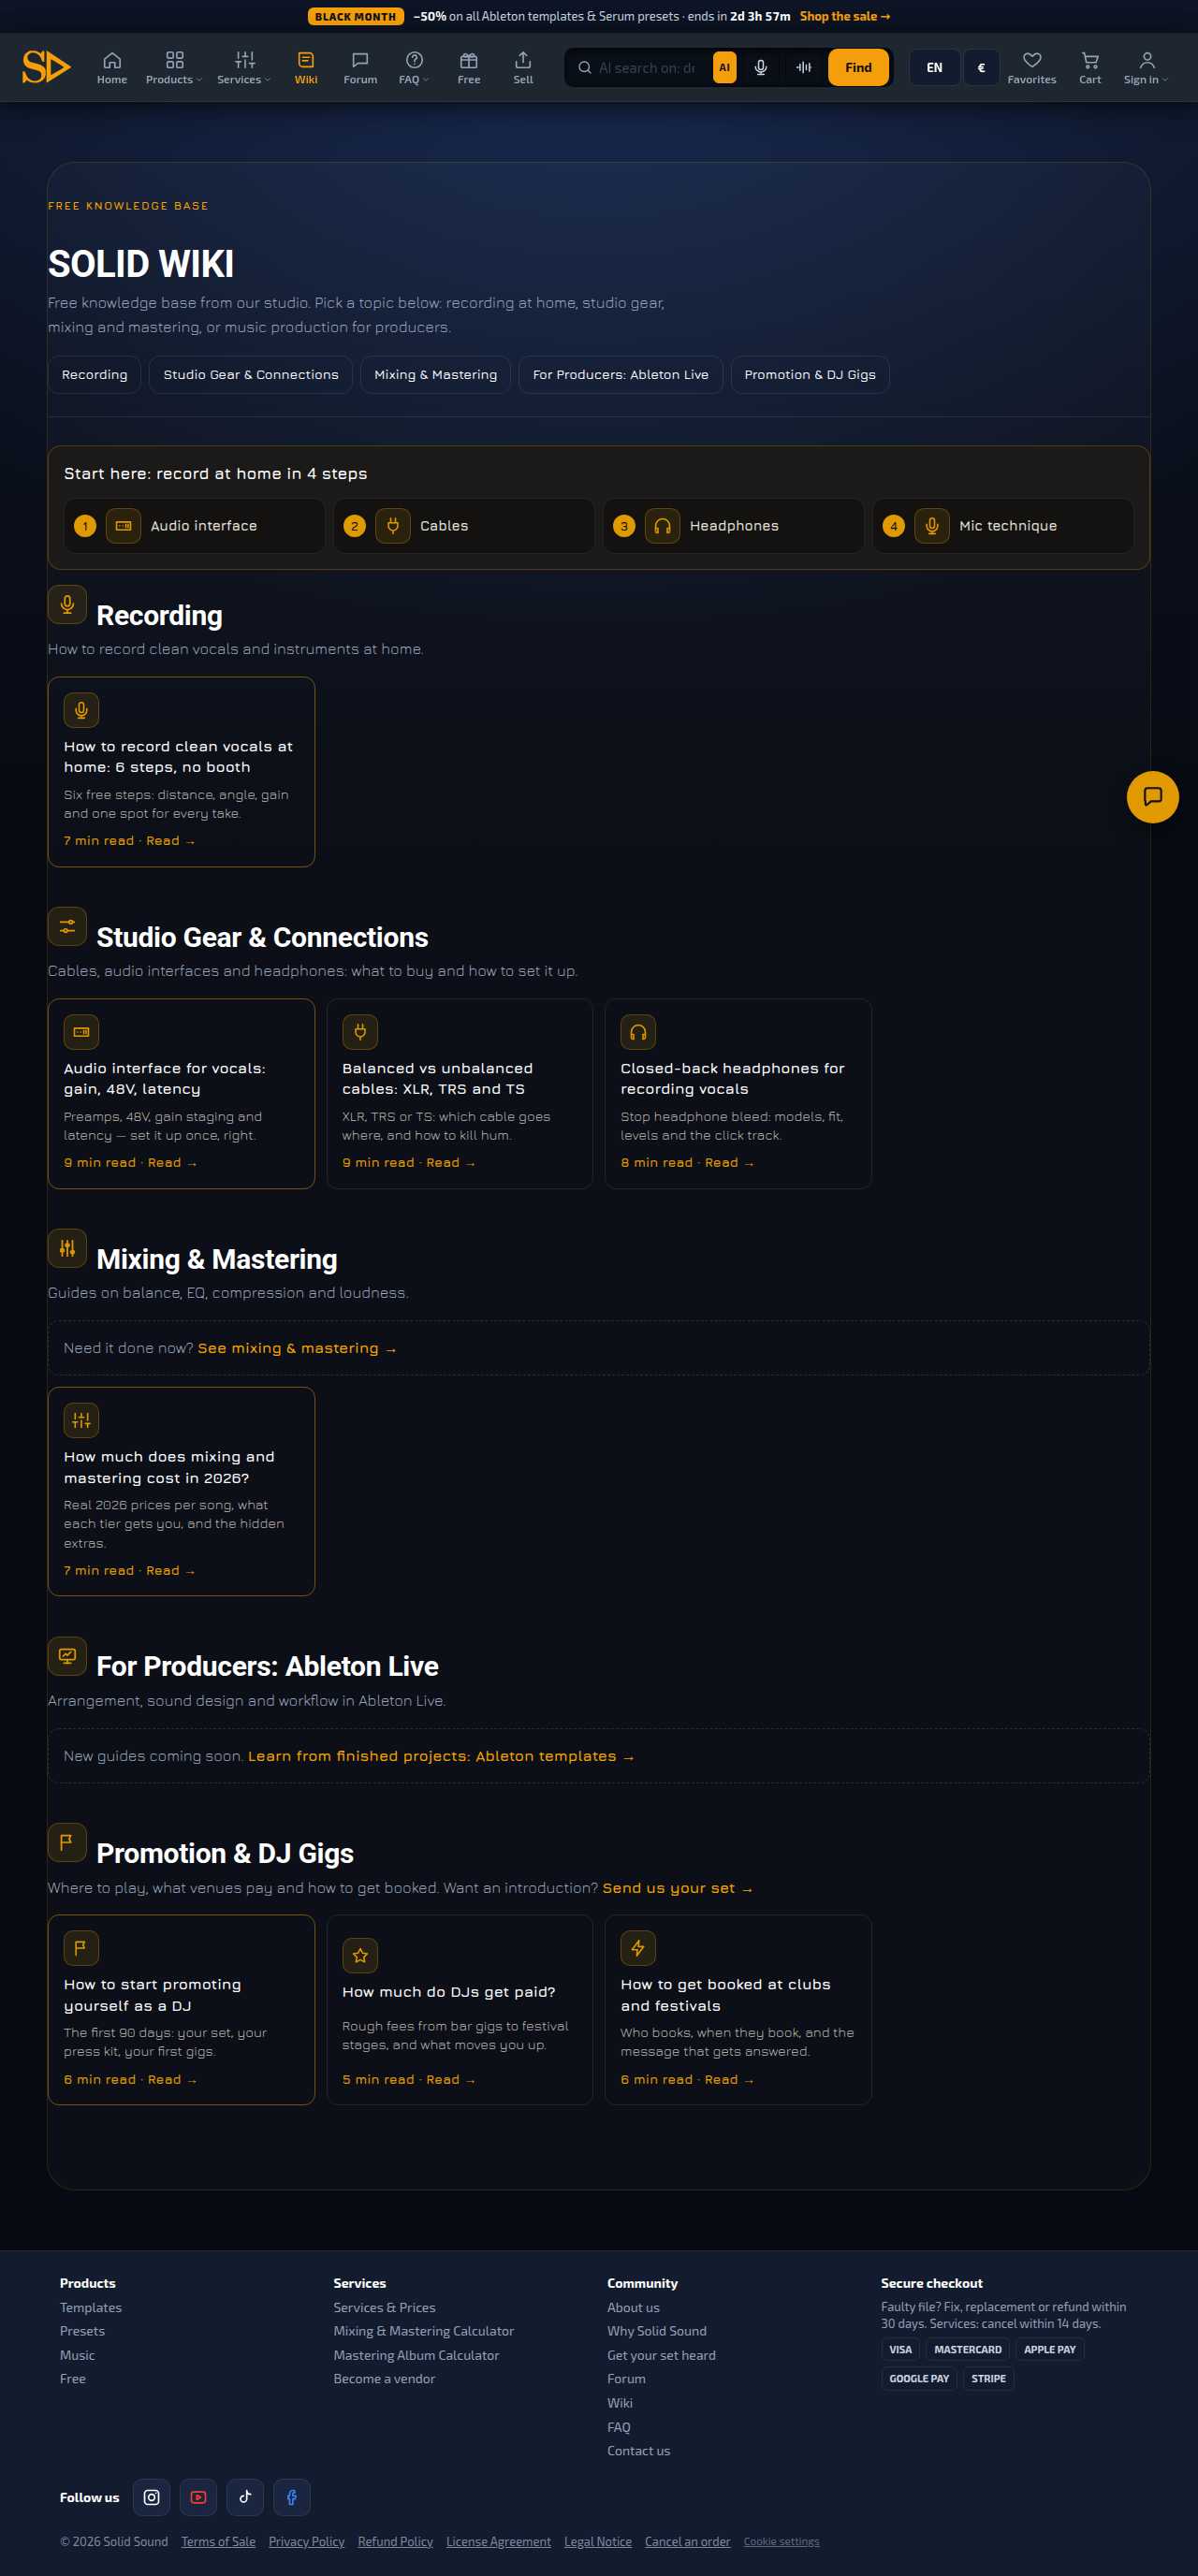 BLACK MONTH −50% on all Ableton templates & Serum presets · ends in 2d 3h 57m Shop the sale →
Home Products Services Wiki Forum FAQ Free Sell
AI search on: AI Find EN € Favorites Cart Sign in
FREE KNOWLEDGE BASE
SOLID WIKI
Free knowledge base from our studio. Pick a topic below: recording at home, studio gear,
mixing and mastering, or music production for producers.
Recording Studio Gear & Connections Mixing & Mastering For Producers: Ableton Live Promotion & DJ Gigs
Start here: record at home in 4 steps
1 Audio interface 2 Cables 3 Headphones 4 Mic technique
Recording
How to record clean vocals and instruments at home.
How to record clean vocals at
home: 6 steps, no booth
Six free steps: distance, angle, gain
and one spot for every take.
7 min read · Read →
Studio Gear & Connections
Cables, audio interfaces and headphones: what to buy and how to set it up.
Audio interface for vocals:
gain, 48V, latency
Preamps, 48V, gain staging and
latency — set it up once, right.
9 min read · Read →
Balanced vs unbalanced
cables: XLR, TRS and TS
XLR, TRS or TS: which cable goes
where, and how to kill hum.
9 min read · Read →
Closed-back headphones for
recording vocals
Stop headphone bleed: models, fit,
levels and the click track.
8 min read · Read →
Mixing & Mastering
Guides on balance, EQ, compression and loudness.
Need it done now? See mixing & mastering →
How much does mixing and
mastering cost in 2026?
Real 2026 prices per song, what
each tier gets you, and the hidden
extras.
7 min read · Read →
For Producers: Ableton Live
Arrangement, sound design and workflow in Ableton Live.
New guides coming soon. Learn from finished projects: Ableton templates →
Promotion & DJ Gigs
Where to play, what venues pay and how to get booked. Want an introduction? Send us your set →
How to start promoting
yourself as a DJ
The first 90 days: your set, your
press kit, your first gigs.
6 min read · Read →
How much do DJs get paid?
Rough fees from bar gigs to festival
stages, and what moves you up.
5 min read · Read →
How to get booked at clubs
and festivals
Who books, when they book, and the
message that gets answered.
6 min read · Read →
Products
Templates
Presets
Music
Free
Services
Services & Prices
Mixing & Mastering Calculator
Mastering Album Calculator
Become a vendor
Community
About us
Why Solid Sound
Get your set heard
Forum
Wiki
FAQ
Contact us
Secure checkout
Faulty file? Fix, replacement or refund within
30 days. Services: cancel within 14 days.
VISA MASTERCARD APPLE PAY
GOOGLE PAY STRIPE
Follow us
© 2026 Solid Sound Terms of Sale Privacy Policy Refund Policy License Agreement Legal Notice Cancel an order Cookie settings